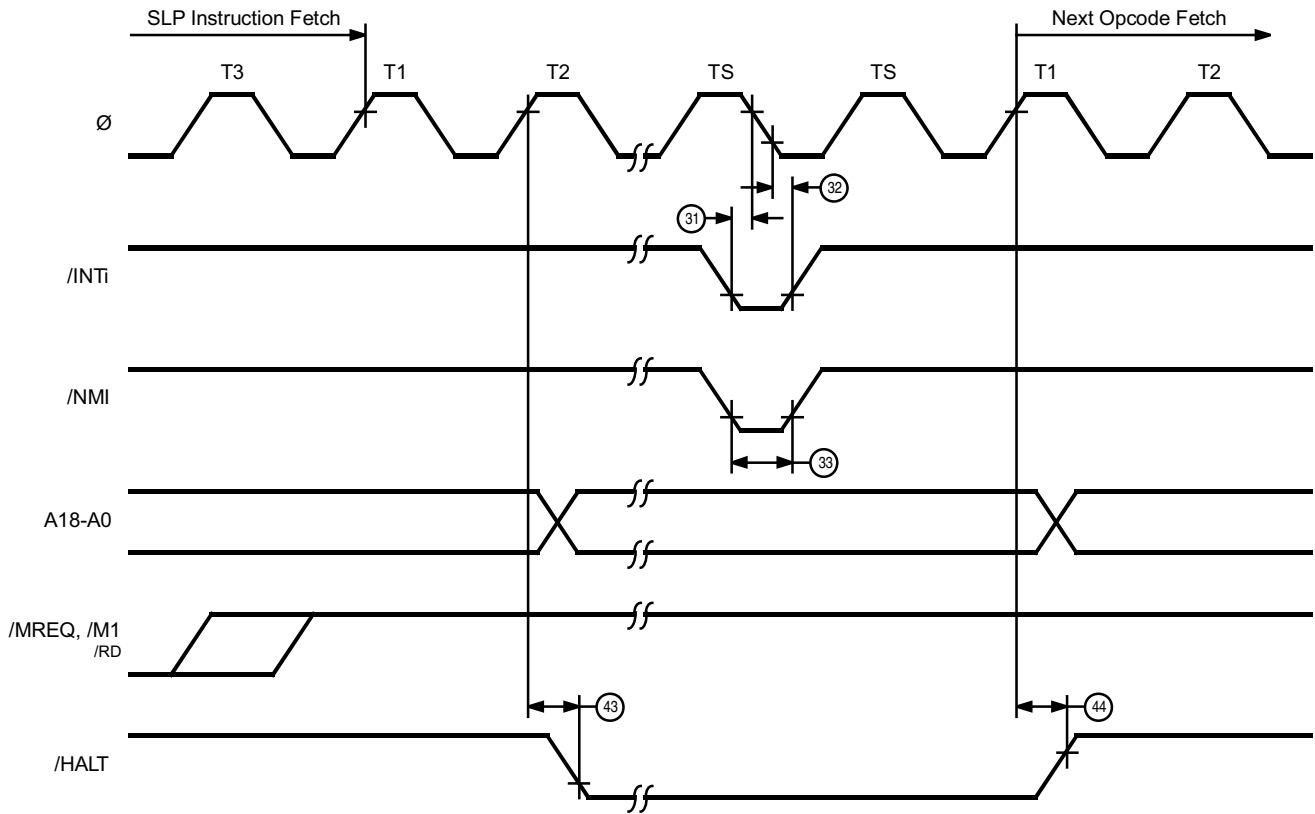 SLP Instruction Fetch
Next Opcode Fetch
T3 T1 T2 TS TS T1 T2
Ø
32
31
/INTi
/NMI
33
A18-A0
/MREQ, /M1
/RD
43 44
/HALT